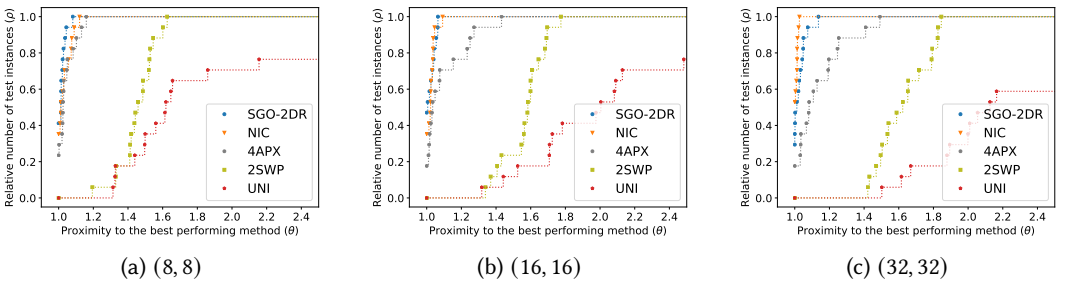 Relative number of test instances (ρ)
1.0
0.8
0.6
0.4
0.2
0.0
SGO-2DR
NIC
4APX
2SWP
UNI
1.0 1.2 1.4 1.6 1.8 2.0 2.2 2.4
Proximity to the best performing method (θ)
(a) (8, 8)
Relative number of test instances (ρ)
1.0
0.8
0.6
0.4
0.2
0.0
SGO-2DR
NIC
4APX
2SWP
UNI
1.0 1.2 1.4 1.6 1.8 2.0 2.2 2.4
Proximity to the best performing method (θ)
(b) (16, 16)
Relative number of test instances (ρ)
1.0
0.8
0.6
0.4
0.2
0.0
SGO-2DR
NIC
4APX
2SWP
UNI
1.0 1.2 1.4 1.6 1.8 2.0 2.2 2.4
Proximity to the best performing method (θ)
(c) (32, 32)